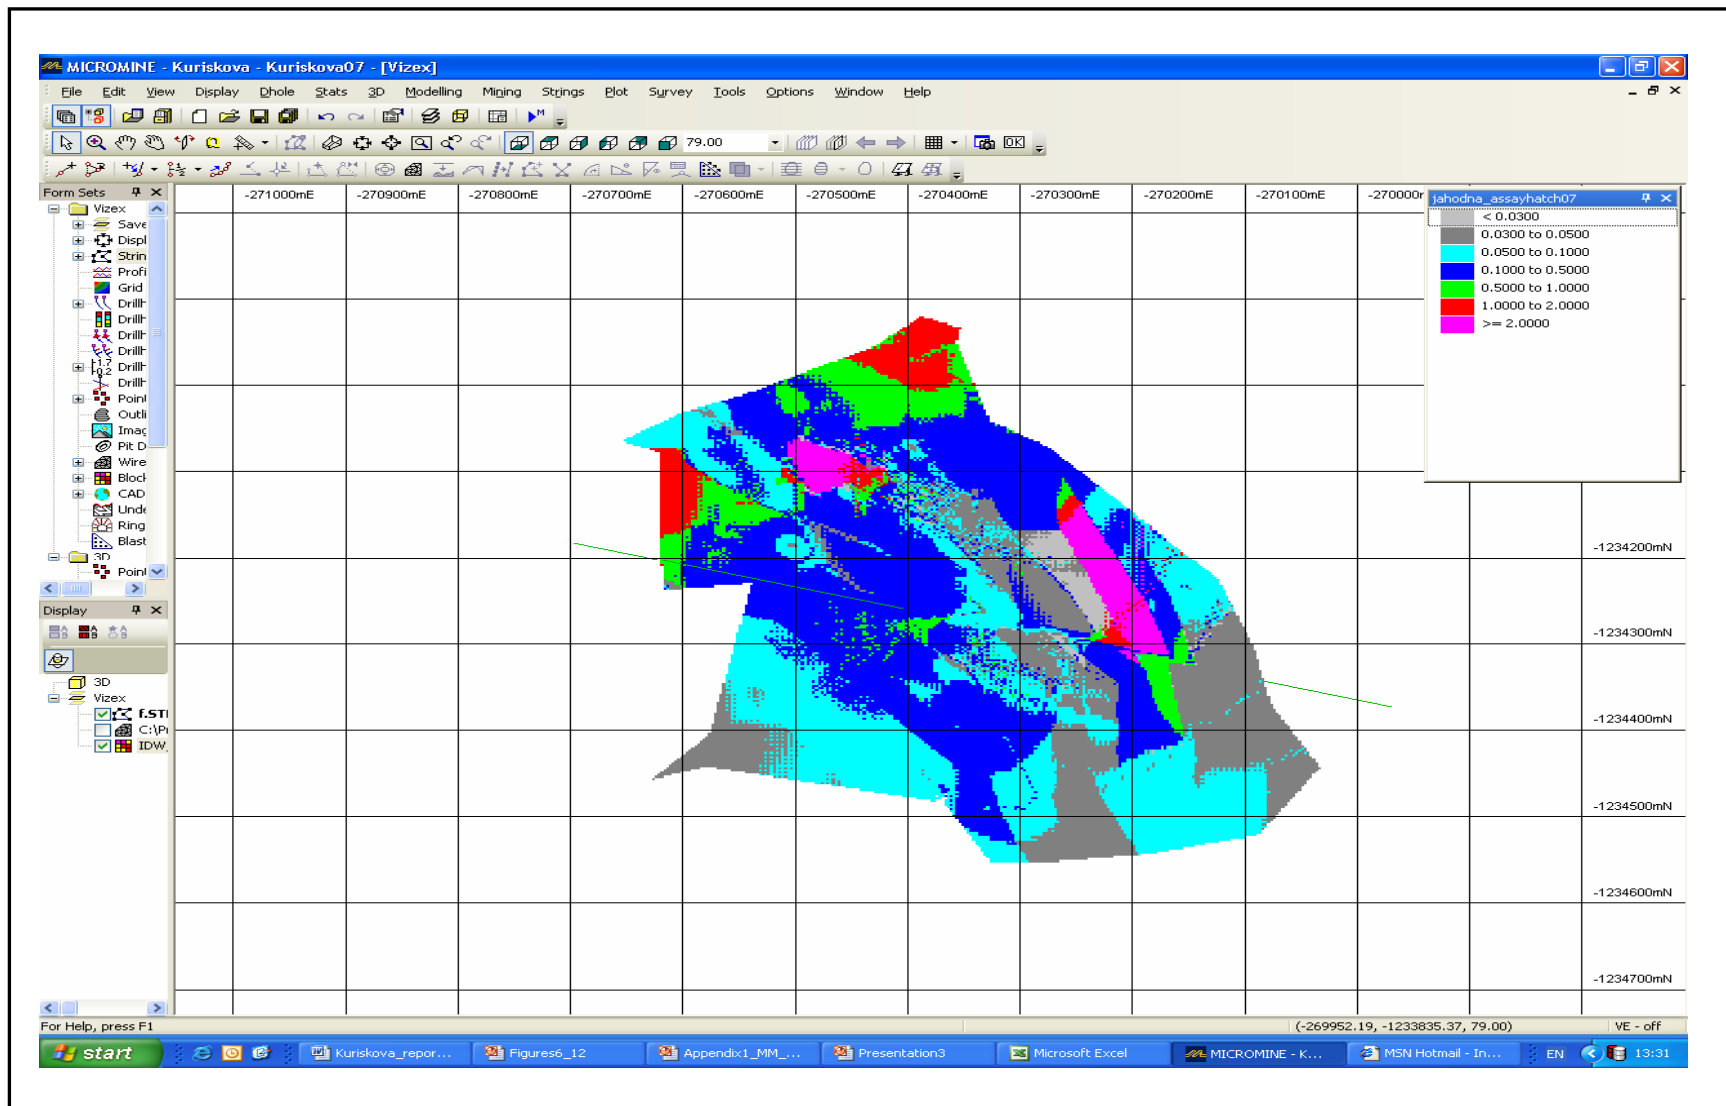 MICROMINE - Kuriskova - Kuriskova07 - [Vizex]
File Edit View Display Dhole Stats 3D Modelling Mining Strings Plot Survey Tools Options Window Help
79.00
OK
Form Sets
Vizex
Save
Displ
Strin
Profi
Grid
Drillh
Drillh
Drillh
Drillh
Drillh
Drillh
Point
Outli
Imag
Pit D
Wire
Block
CAD
Unde
Ring
Blast
3D
Point
Display
3D
Vizex
f.STR
C:\Pr
IDW_
-271000mE -270900mE -270800mE -270700mE -270600mE -270500mE -270400mE -270300mE -270200mE -270100mE -270000m
jahodna_assayhatch07
< 0.0300
0.0300 to 0.0500
0.0500 to 0.1000
0.1000 to 0.5000
0.5000 to 1.0000
1.0000 to 2.0000
>= 2.0000
-1234200mN
-1234300mN
-1234400mN
-1234500mN
-1234600mN
-1234700mN
For Help, press F1
(-269952.19, -1233835.37, 79.00) VE - off
start Kuriskova_repor... Figures6_12 Appendix1_MM_... Presentation3 Microsoft Excel MICROMINE - K... MSN Hotmail - In... EN 13:31